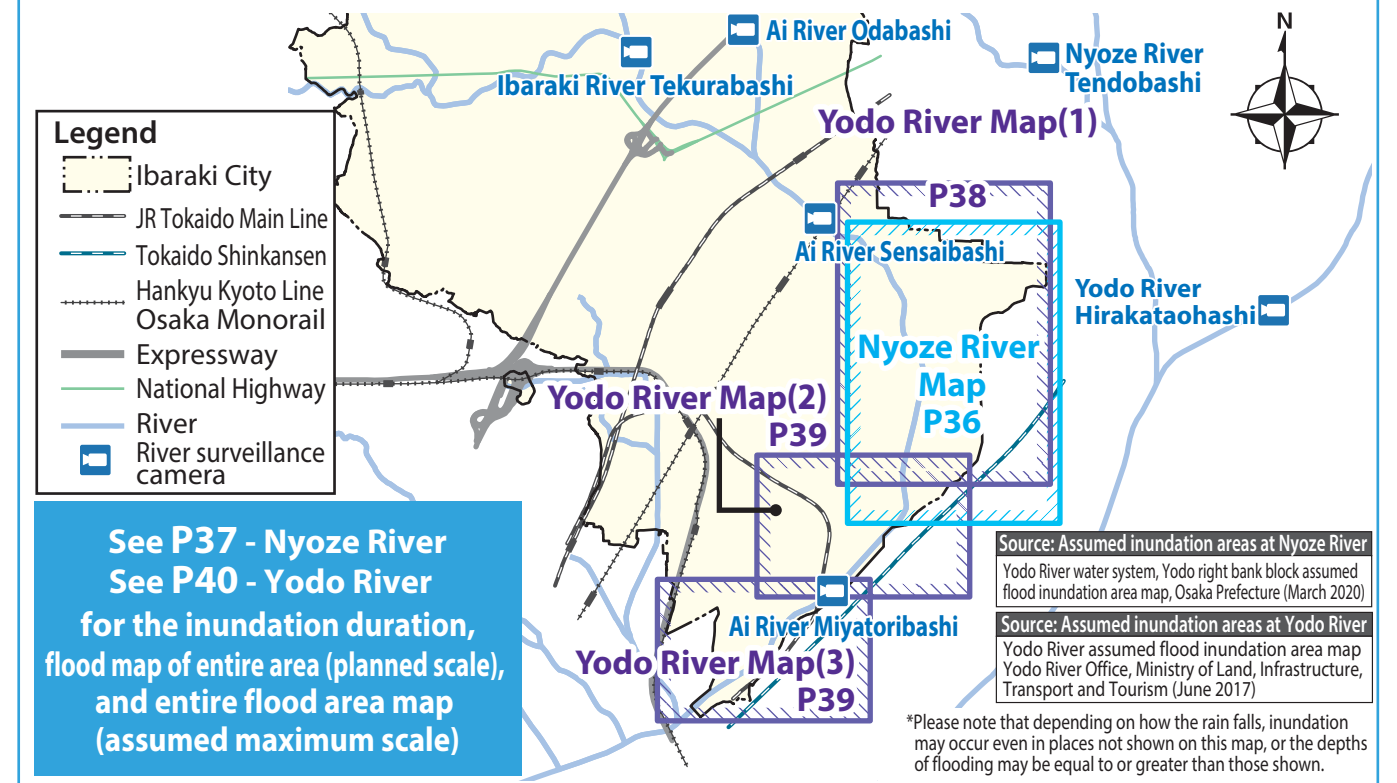 Ai River Odabashi
N
Nyoze River
Tendobashi
Ibaraki River Tekurabashi
Yodo River Map(1)
Legend
Ibaraki City
JR Tokaido Main Line
Tokaido Shinkansen
Hankyu Kyoto Line
Osaka Monorail
Expressway
National Highway
River
River surveillance
camera
P38
Ai River Sensaibashi
Yodo River
Hirakataohashi
Nyoze River
Map
P36
Yodo River Map(2)
P39
See P37 - Nyoze River
See P40 - Yodo River
for the inundation duration,
flood map of entire area (planned scale),
and entire flood area map
(assumed maximum scale)
Source: Assumed inundation areas at Nyoze River
Yodo River water system, Yodo right bank block assumed
flood inundation area map, Osaka Prefecture (March 2020)
Ai River Miyatoribashi
Yodo River Map(3)
P39
Source: Assumed inundation areas at Yodo River
Yodo River assumed flood inundation area map
Yodo River Office, Ministry of Land, Infrastructure,
Transport and Tourism (June 2017)
*Please note that depending on how the rain falls, inundation
may occur even in places not shown on this map, or the depths
of flooding may be equal to or greater than those shown.